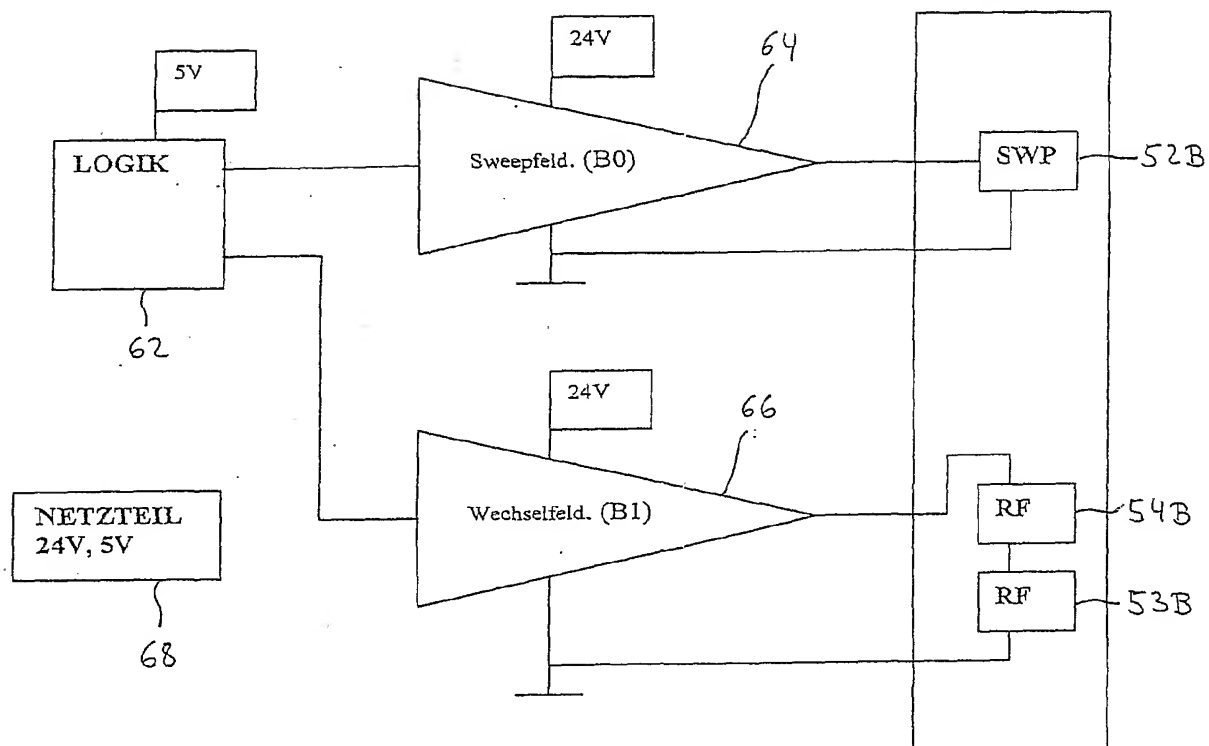 24V
64
5V
LOGIK
Sweepfeld. (B0)
SWP
52B
62
24V
66
NETZTEIL
24V, 5V
Wechselfeld. (B1)
RF
54B
RF
53B
68